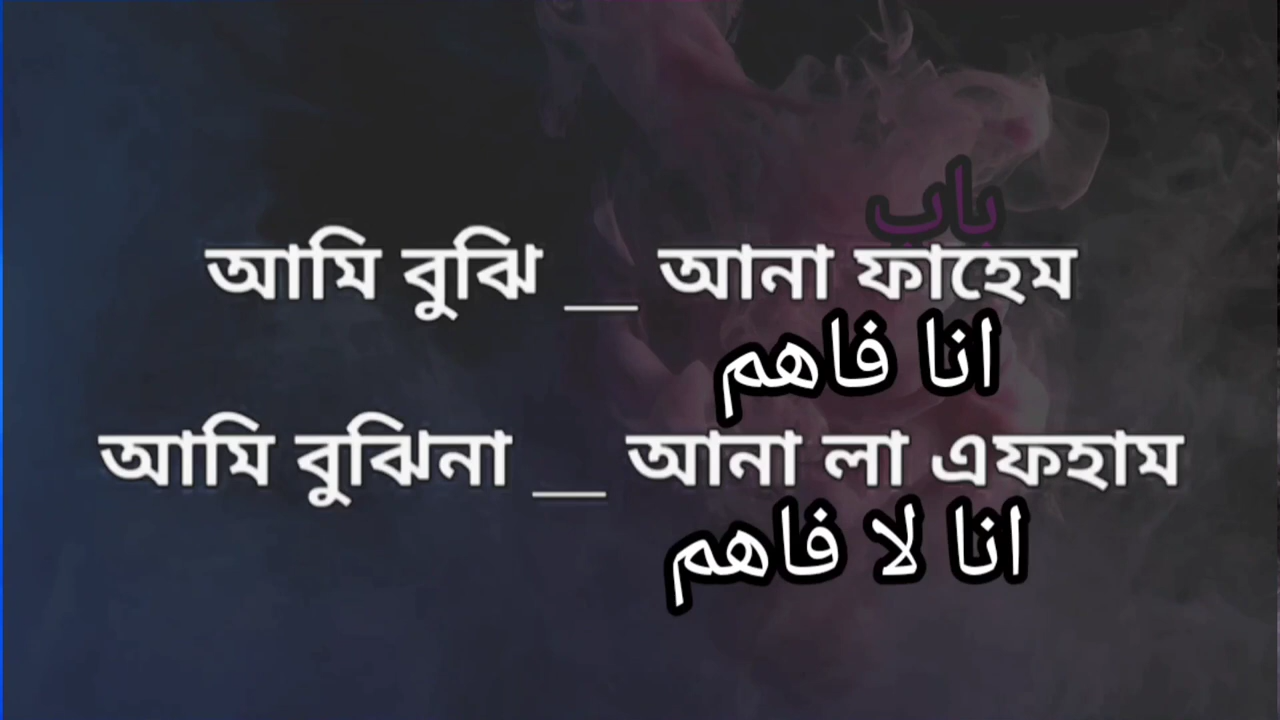 باب
আমি বুঝি __ আনা ফাহেম
انا فاهم
আমি বুঝিনা __ আনা লা এফহাম
انا لا فاهم